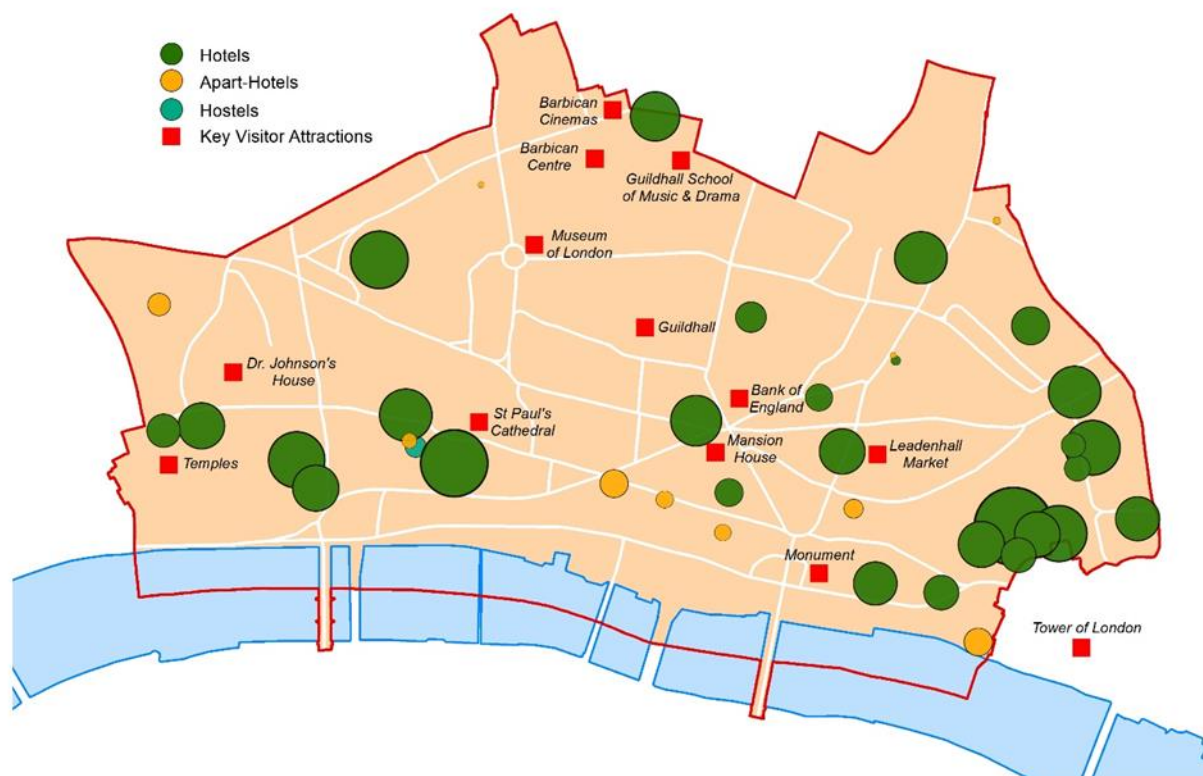 Hotels
Apart-Hotels
Hostels
Key Visitor Attractions
Barbican
Cinemas
Barbican
Centre
Guildhall School
of Music & Drama
Museum
of London
Guildhall
Dr. Johnson's
House
Bank of
England
St Paul's
Cathedral
Mansion
House
Leadenhall
Market
Temples
Monument
Tower of London